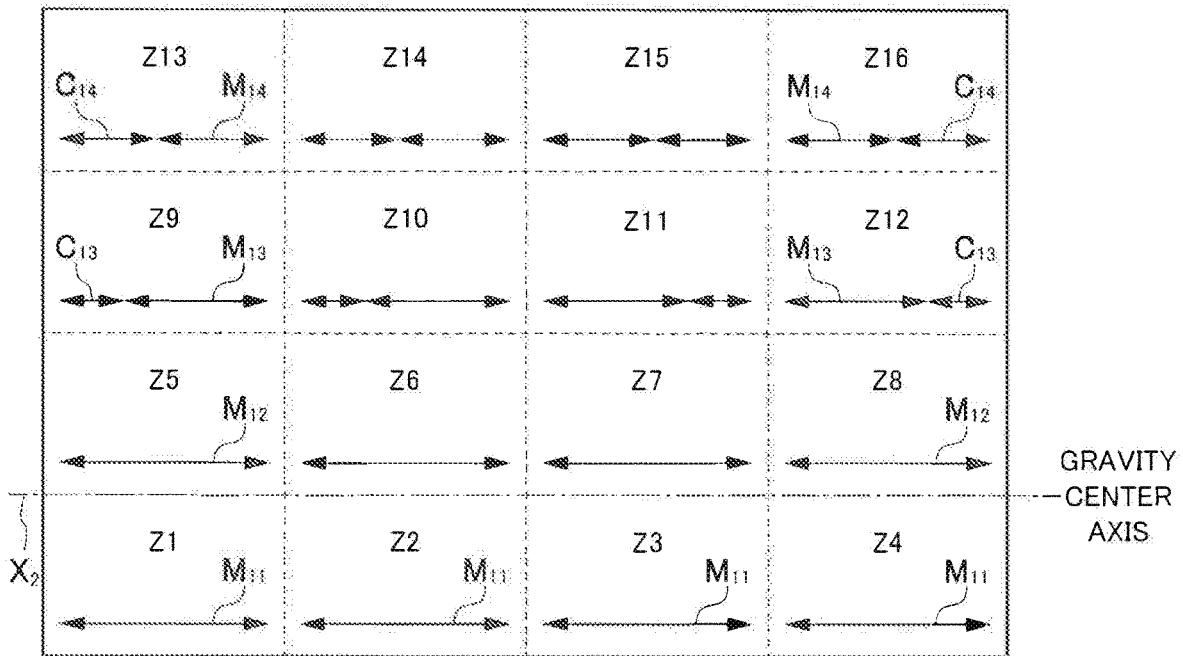 Z13 Z14 Z15 Z16
C₁₄ M₁₄ M₁₄ C₁₄
Z9 Z10 Z11 Z12
C₁₃ M₁₃ M₁₃ C₁₃
Z5 Z6 Z7 Z8
M₁₂ M₁₂
GRAVITY
CENTER
AXIS
X₂
Z1 Z2 Z3 Z4
M₁₁ M₁₁ M₁₁ M₁₁